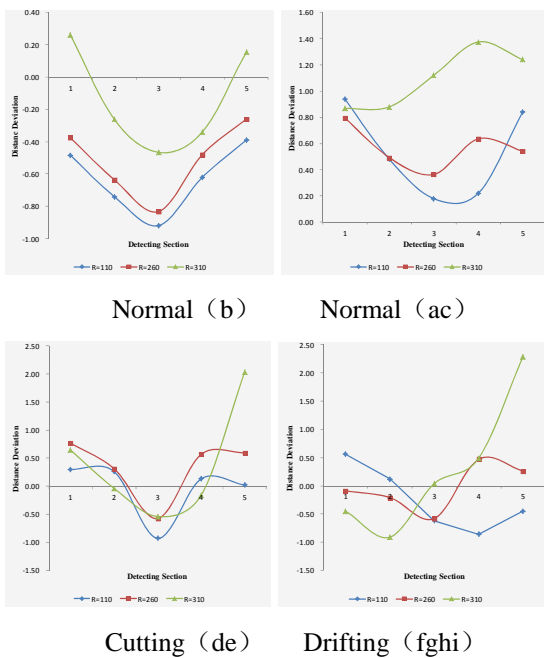 0.40
0.20
0.00
-0.20
-0.40
-0.60
-0.80
-1.00
1 2 3 4 5
Distanc Deviation
Detecting Section
R=110 R=260 R=310
Normal（b）
1.60
1.40
1.20
1.00
0.80
0.60
0.40
0.20
0.00
1 2 3 4 5
Distance Deviation
Detecting Section
R=110 R=260 R=310
Normal（ac）
2.50
2.00
1.50
1.00
0.50
0.00
-0.50
-1.00
-1.50
1 2 3 4 5
Distance Deviation
Detecting Section
R=110 R=260 R=310
Cutting（de）
2.50
2.00
1.50
1.00
0.50
0.00
-0.50
-1.00
-1.50
1 2 3 4 5
Distance Deviation
Detecting Section
R=110 R=260 R=310
Drifting（fghi）